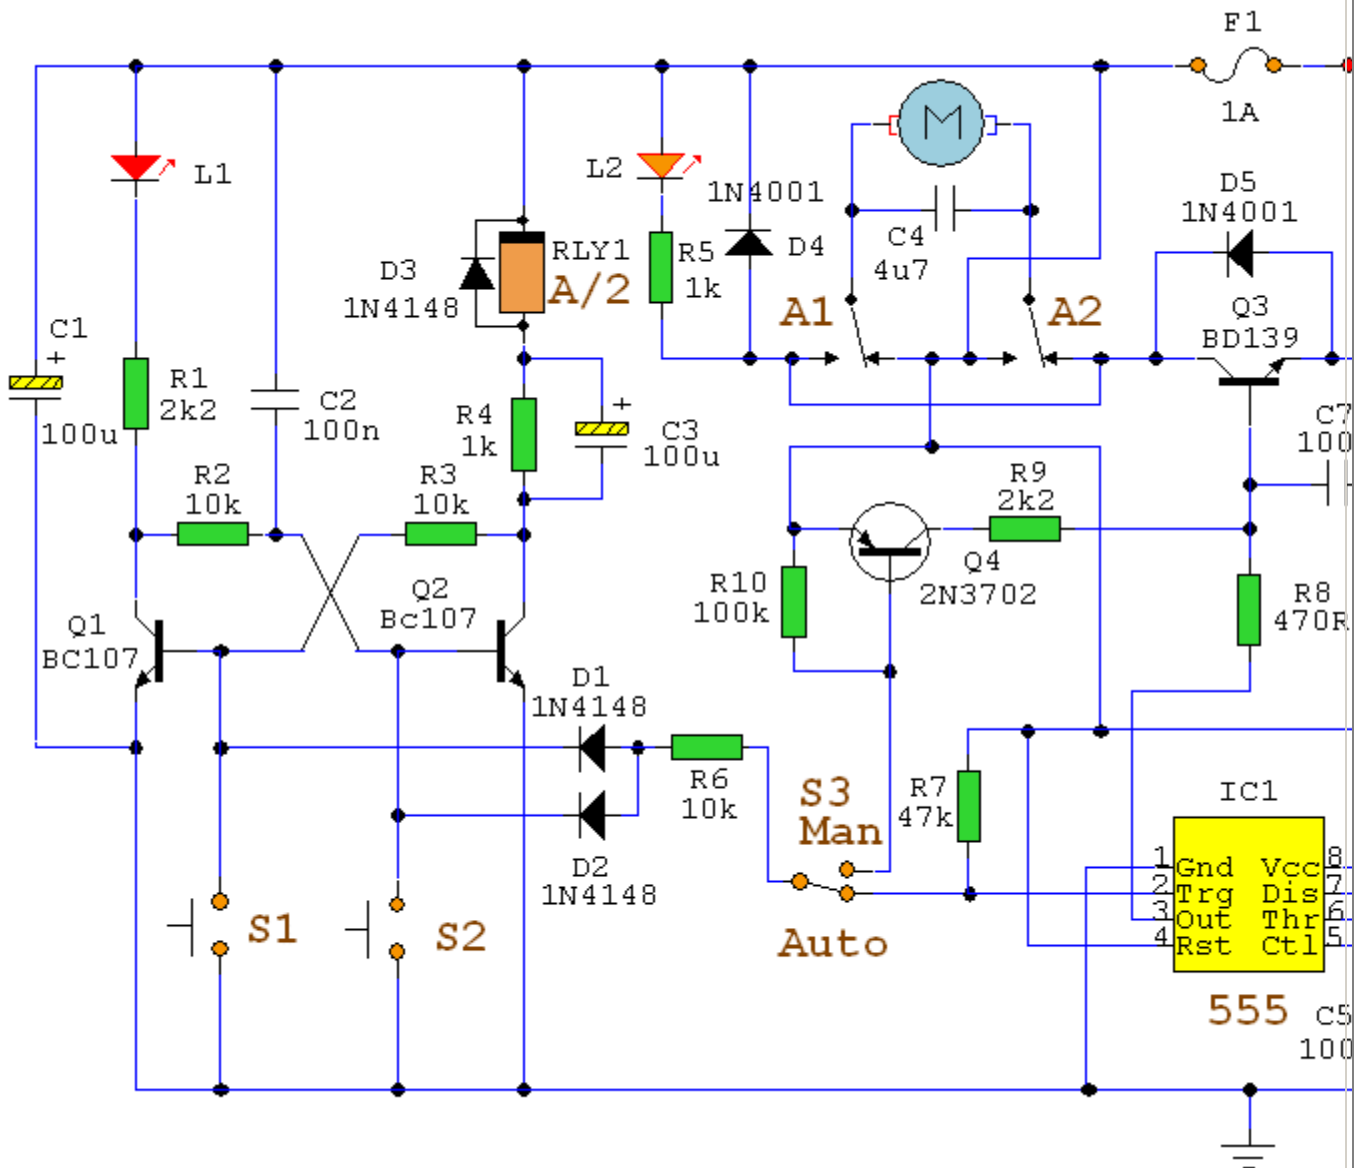 F1
1A
L1
L2
1N4001
D4
M
C4
4u7
D5
1N4001
D3
1N4148
RLY1
A/2
R5
1k
A1
A2
Q3
BD139
C1
+
100u
R1
2k2
C2
100n
R4
1k
+
C3
100u
C7
100
R2
10k
R3
10k
R9
2k2
Q4
2N3702
R10
100k
R8
470R
Q1
BC107
Q2
Bc107
D1
1N4148
R6
10k
D2
1N4148
S3
Man
Auto
R7
47k
IC1
1 Gnd Vcc 8
2 Trg Dis 7
3 Out Thr 6
4 Rst Ctl 5
555
S1
S2
C5
100